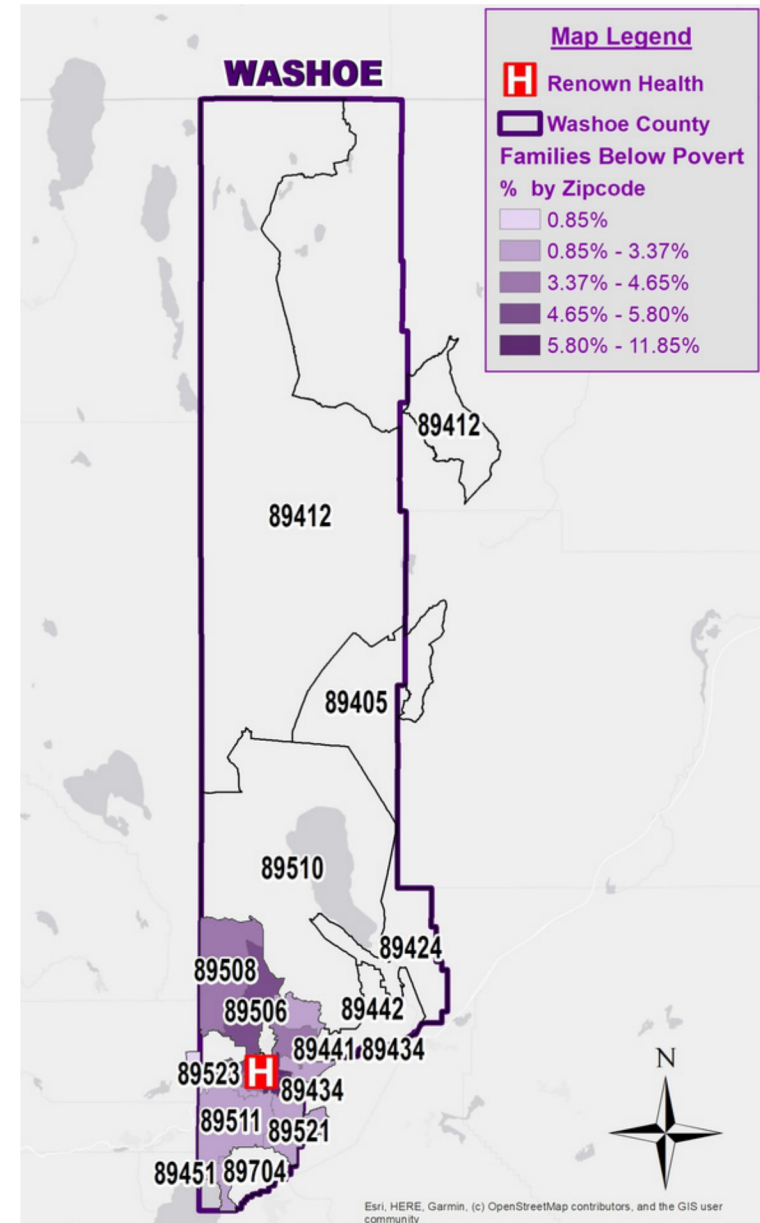 WASHOE
Map Legend
H Renown Health
Washoe County
Families Below Povert
% by Zipcode
0.85%
0.85% - 3.37%
3.37% - 4.65%
4.65% - 5.80%
5.80% - 11.85%
89412
89412
89405
89510
89424
89508
89506
89442
89441
89434
89523
H
89434
89511
89521
89451
89704
N
Esri, HERE, Garmin, (c) OpenStreetMap contributors, and the GIS user
community